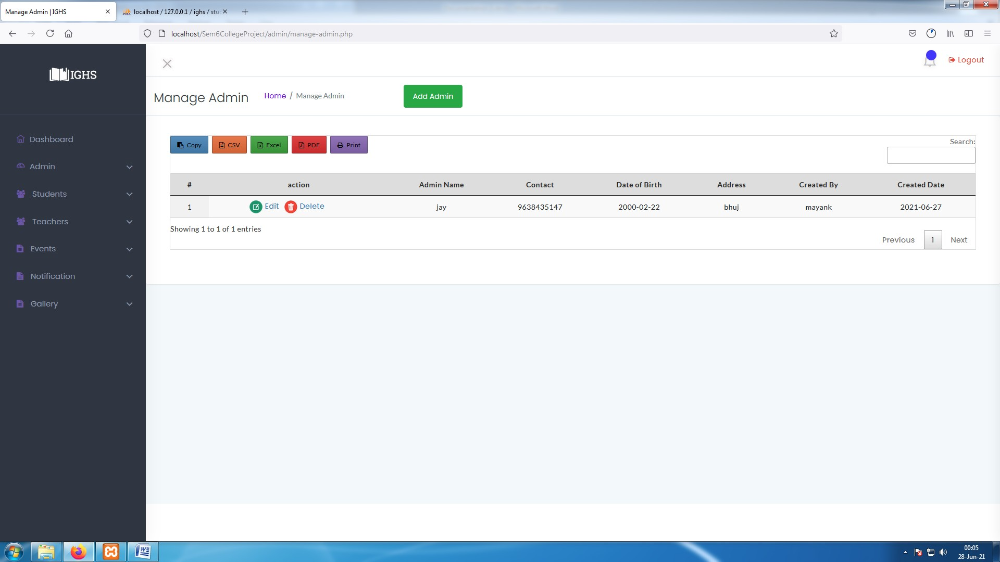 Manage Admin | IGHS
localhost / 127.0.0.1 / ighs / stu
localhost/Sem6CollegeProject/admin/manage-admin.php
IGHS
Logout
Manage Admin
Home / Manage Admin
Add Admin
Dashboard
Admin
Students
Teachers
Events
Notification
Gallery
Copy CSV Excel PDF Print
Search:
# action Admin Name Contact Date of Birth Address Created By Created Date
1 Edit Delete jay 9638435147 2000-02-22 bhuj mayank 2021-06-27
Showing 1 to 1 of 1 entries
Previous 1 Next
00:05
28-Jun-21